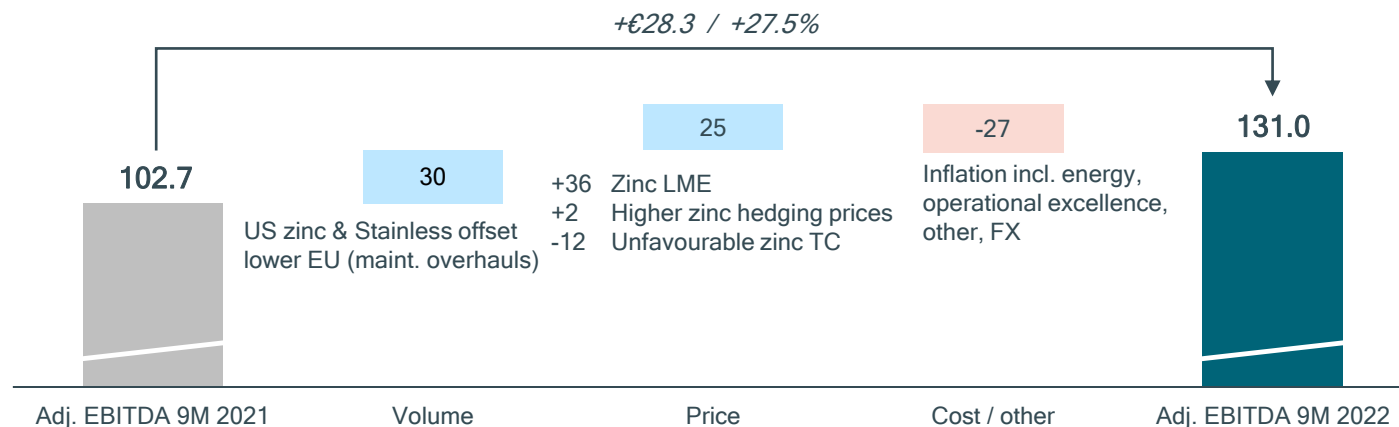 +€28.3 / +27.5%
102.7
30
US zinc & Stainless offset
lower EU (maint. overhauls)
25
+36 Zinc LME
+2 Higher zinc hedging prices
-12 Unfavourable zinc TC
-27
Inflation incl. energy,
operational excellence,
other, FX
131.0
Adj. EBITDA 9M 2021
Volume
Price
Cost / other
Adj. EBITDA 9M 2022